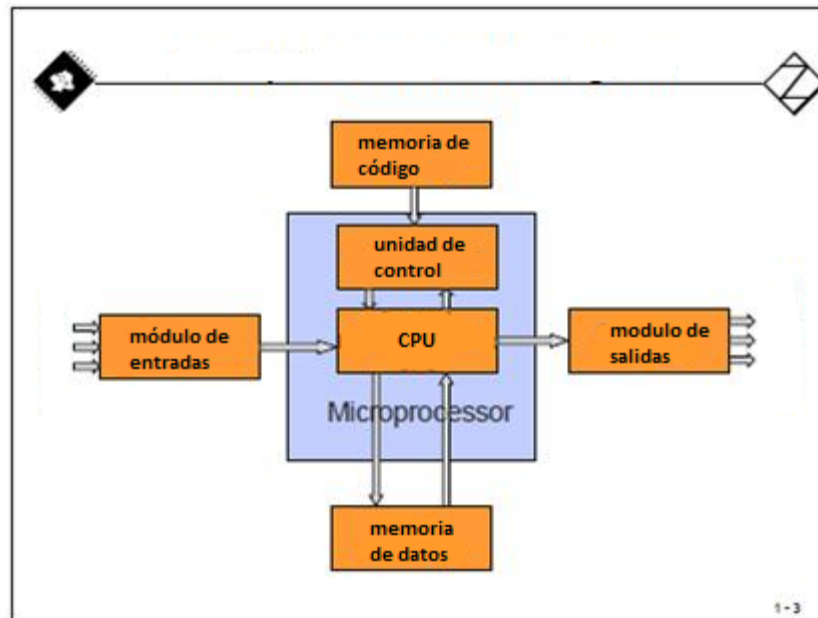 memoria de
código
unidad de
control
módulo de
entradas
CPU
modulo de
salidas
Microprocessor
memoria
de datos
1 - 3